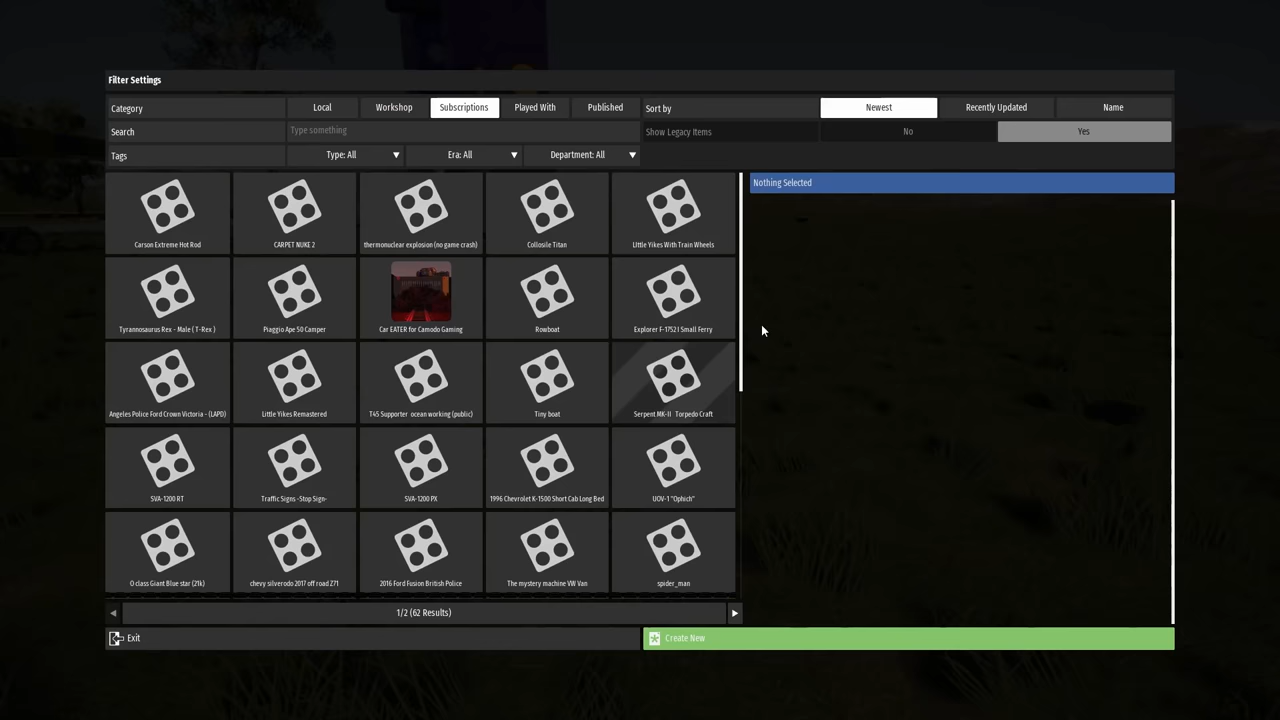 Filter Settings
Category Local Workshop Subscriptions Played With Published Sort by Newest Recently Updated Name
Search Type something Show Legacy Items No Yes
Tags Type: All Era: All Department: All
Nothing Selected
Carson Extreme Hot Rod CARPET NUKE 2 thermonuclear explosion (no game crash) Collosile Titan LIttle Yikes With Train Wheels
Tyrannosaurus Rex - Male ( T-Rex ) Piaggio Ape 50 Camper Car EATER for Camodo Gaming Rowboat Explorer F-1752 | Small Ferry
Angeles Police Ford Crown Victoria - (LAPD) Little Yikes Remastered T45 Supporter ocean working (public) Tiny boat Serpent MK-II Torpedo Craft
SVA-1200 RT Traffic Signs -Stop Sign- SVA-1200 PX 1996 Chevrolet K-1500 Short Cab Long Bed UOV-1 "Ophich"
O class Giant Blue star (21k) chevy silverodo 2017 off road Z71 2016 Ford Fusion British Police The mystery machine VW Van spider_man
1/2 (62 Results)
Exit Create New